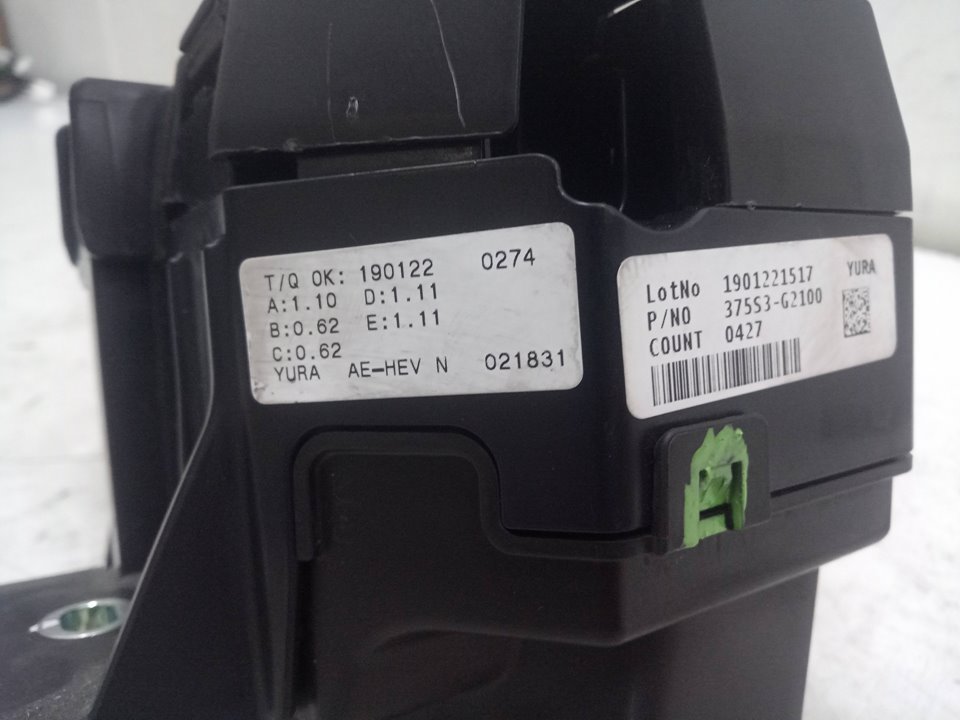 T/Q OK: 190122 0274
A:1.10 D:1.11
B:0.62 E:1.11
C:0.62
YURA AE-HEV N 021831
LotNo 1901221517 YURA
P/NO 375S3-G2100
COUNT 0427